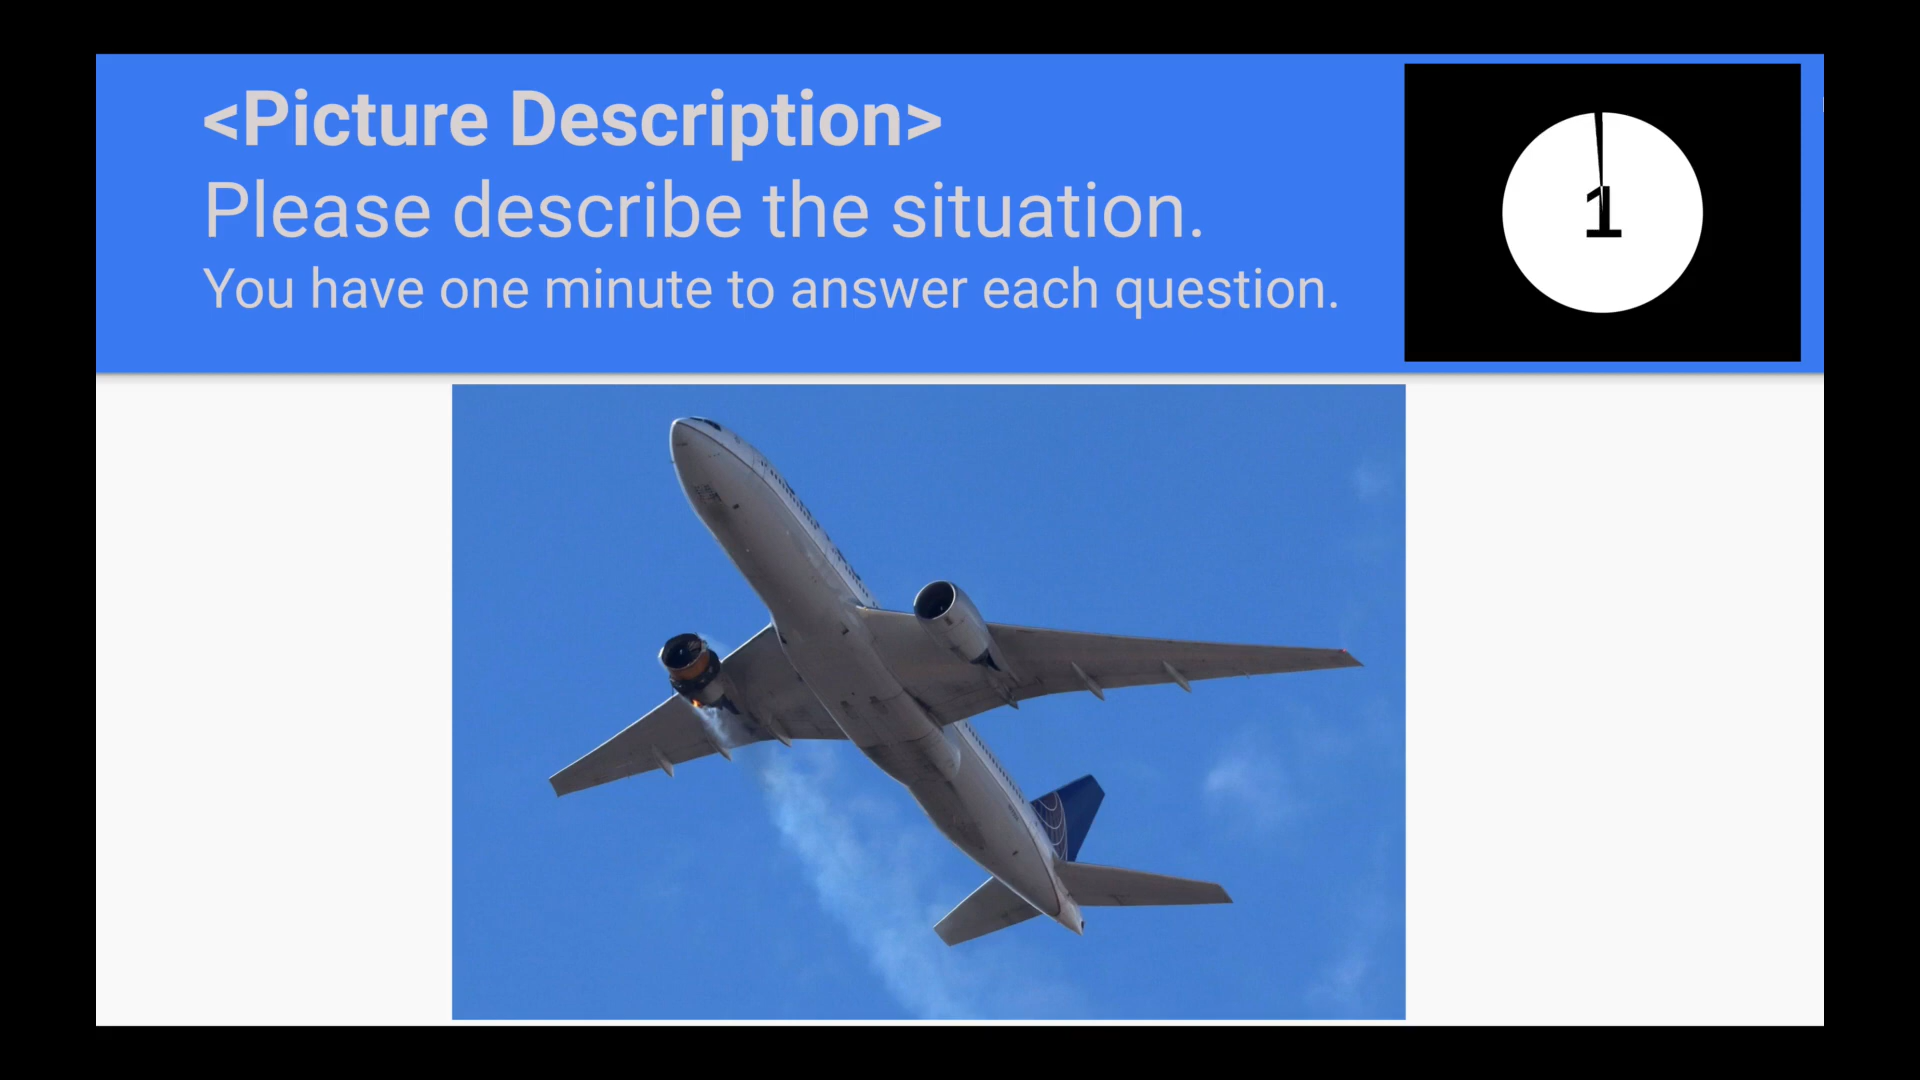 <Picture Description>
Please describe the situation.
You have one minute to answer each question.
1